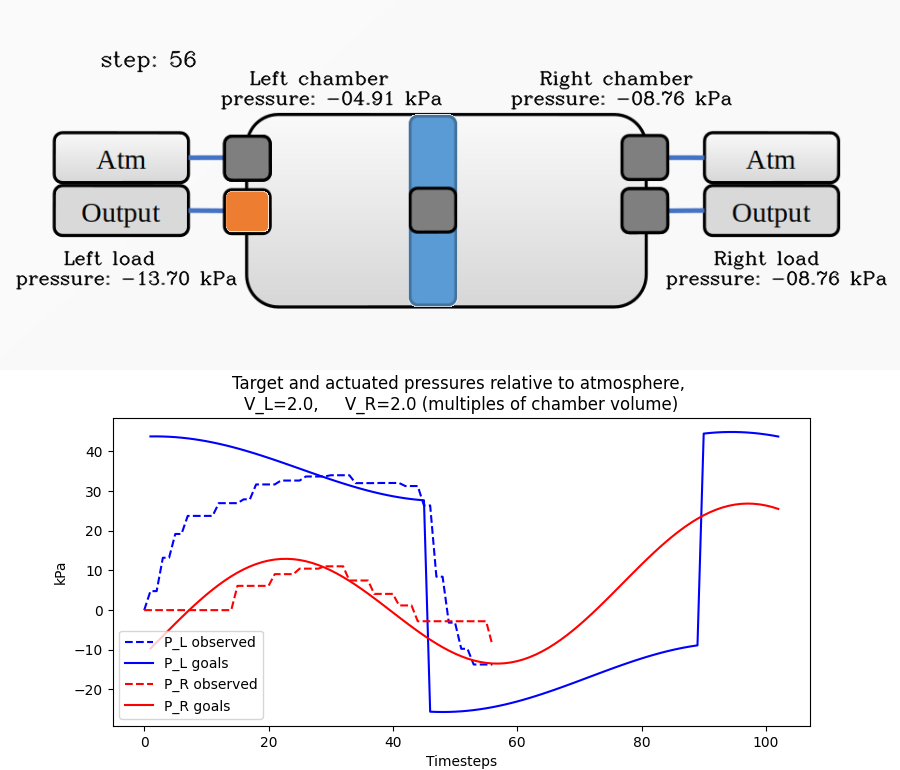 step: 56
Left chamber
pressure: −04.91 kPa
Right chamber
pressure: −08.76 kPa
Atm
Output
Atm
Output
Left load
pressure: −13.70 kPa
Right load
pressure: −08.76 kPa
Target and actuated pressures relative to atmosphere,
V_L=2.0, V_R=2.0 (multiples of chamber volume)
kPa
40
30
20
10
0
−10
−20
P_L observed
P_L goals
P_R observed
P_R goals
0 20 40 60 80 100
Timesteps